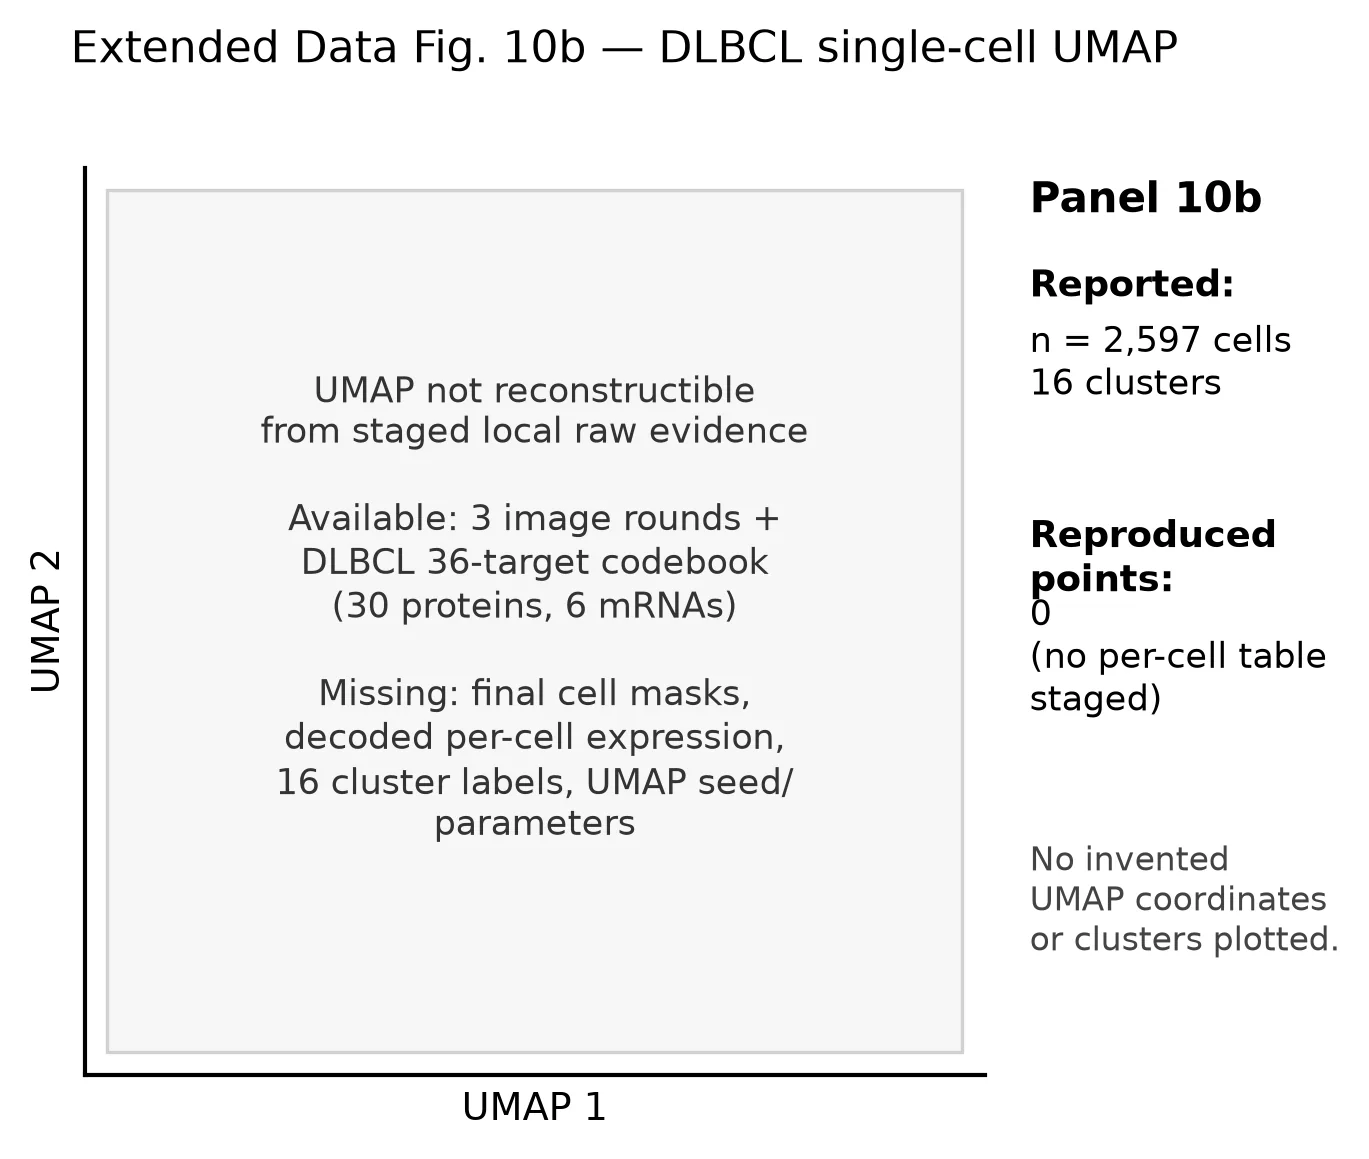 Extended Data Fig. 10b — DLBCL single-cell UMAP
UMAP 2
UMAP not reconstructible
from staged local raw evidence
Available: 3 image rounds +
DLBCL 36-target codebook
(30 proteins, 6 mRNAs)
Missing: final cell masks,
decoded per-cell expression,
16 cluster labels, UMAP seed/
parameters
UMAP 1
Panel 10b
Reported:
n = 2,597 cells
16 clusters
Reproduced
points:
0
(no per-cell table
staged)
No invented
UMAP coordinates
or clusters plotted.